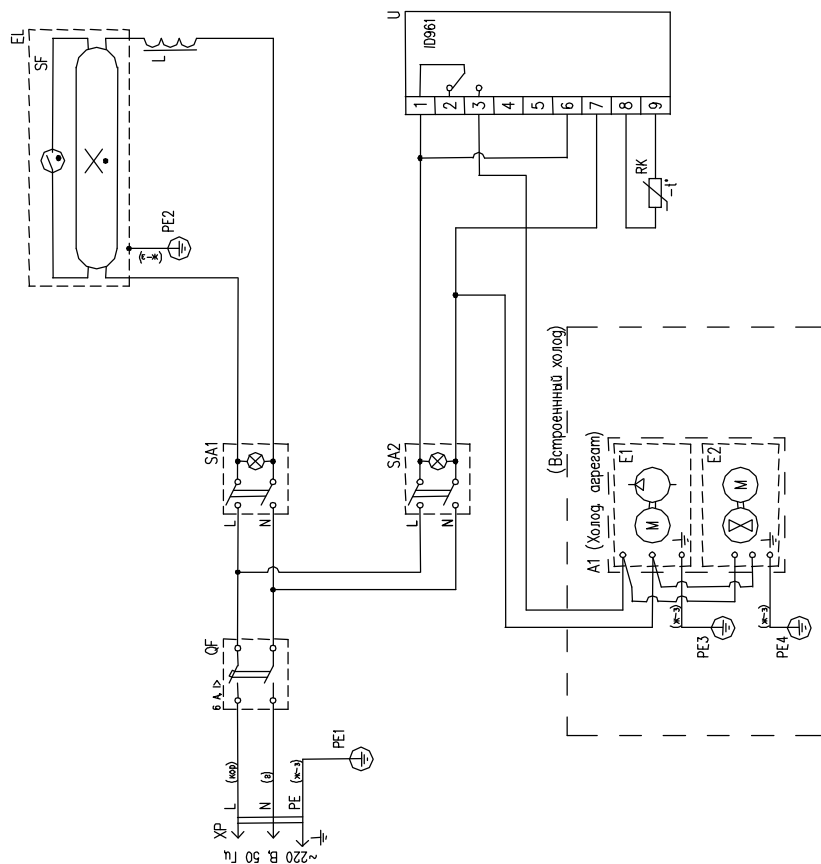 EL
SF
L
PE2
(ж-з)
U
ID961
1
2
3
4
5
6
7
8
9
RK
-t°
SA1
L
N
SA2
L
N
(Встроеннный холод)
A1 (Холод. агрегат)
E1
M
E2
M
(ж-з)
PE3
(ж-з)
PE4
QF
6 А, I>
(кор)
L
(г)
N
(ж-з)
PE
PE1
XP
~220 В, 50 Гц